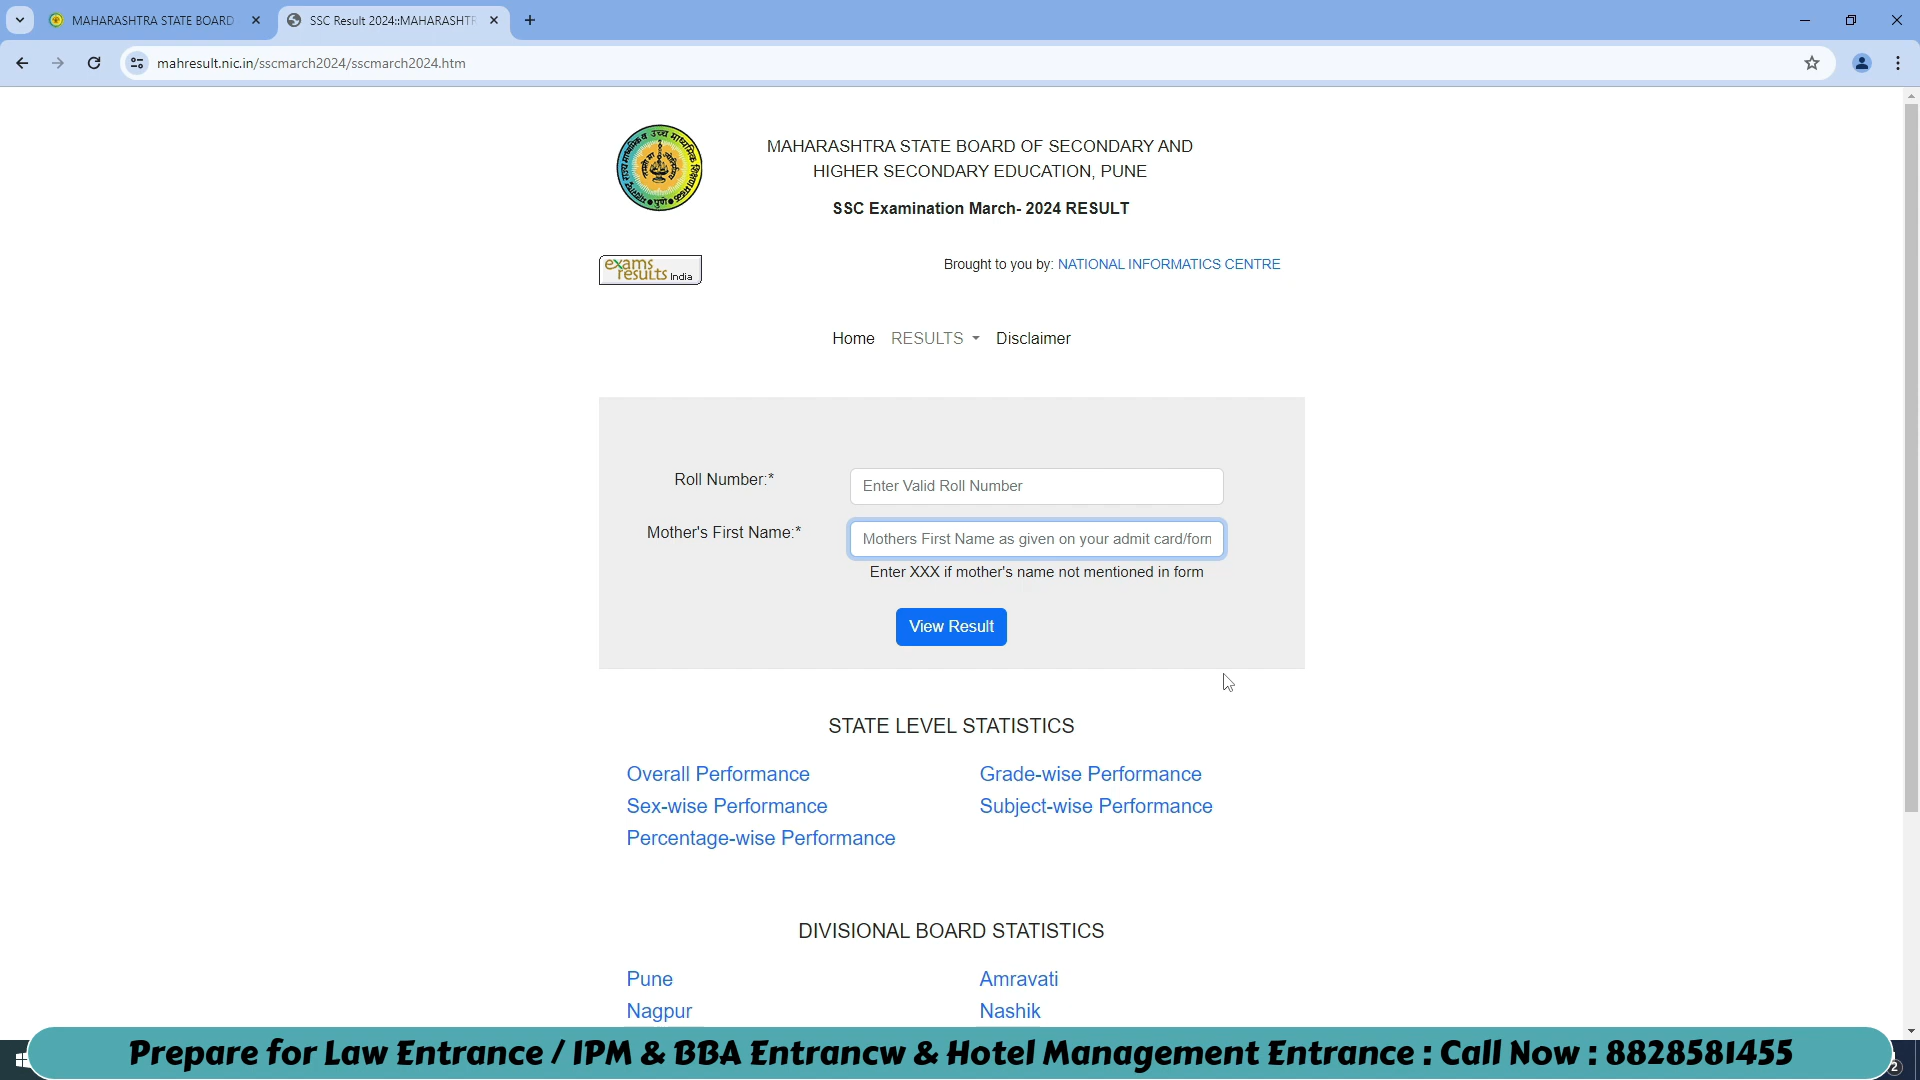 MAHARASHTRA STATE BOARD
SSC Result 2024::MAHARASHTR
mahresult.nic.in/sscmarch2024/sscmarch2024.htm
MAHARASHTRA STATE BOARD OF SECONDARY AND
HIGHER SECONDARY EDUCATION, PUNE
SSC Examination March- 2024 RESULT
exams
results India
Brought to you by: NATIONAL INFORMATICS CENTRE
Home RESULTS Disclaimer
Roll Number:* Enter Valid Roll Number
Mother's First Name:* Mothers First Name as given on your admit card/form
Enter XXX if mother's name not mentioned in form
View Result
STATE LEVEL STATISTICS
Overall Performance Grade-wise Performance
Sex-wise Performance Subject-wise Performance
Percentage-wise Performance
DIVISIONAL BOARD STATISTICS
Pune Amravati
Nagpur Nashik
Prepare for Law Entrance / IPM & BBA Entrancw & Hotel Management Entrance : Call Now : 8828581455
2